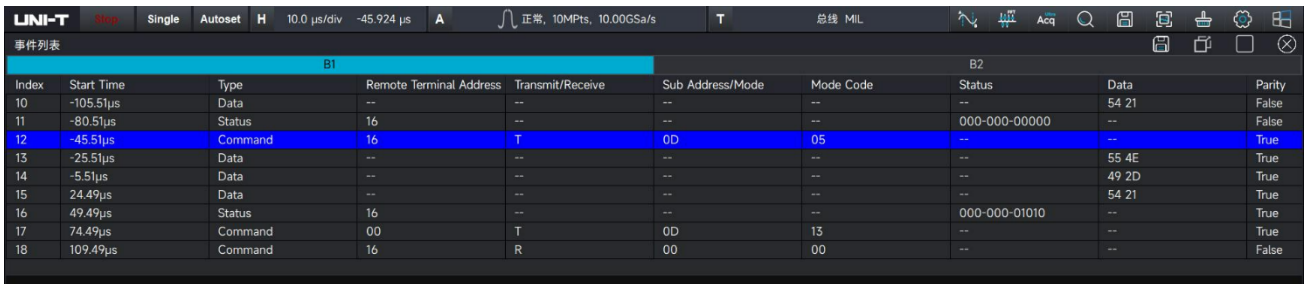 UNI-T Stop Single Autoset H 10.0 μs/div -45.924 μs A 正常, 10MPts, 10.00GSa/s T 总线 MIL Acq
事件列表
B1 B2
Index Start Time Type Remote Terminal Address Transmit/Receive Sub Address/Mode Mode Code Status Data Parity
10 -105.51μs Data -- -- -- -- -- 54 21 False
11 -80.51μs Status 16 -- -- -- 000-000-00000 -- False
12 -45.51μs Command 16 T 0D 05 -- -- True
13 -25.51μs Data -- -- -- -- -- 55 4E True
14 -5.51μs Data -- -- -- -- -- 49 2D True
15 24.49μs Data -- -- -- -- -- 54 21 True
16 49.49μs Status 16 -- -- -- 000-000-01010 -- True
17 74.49μs Command 00 T 0D 13 -- -- True
18 109.49μs Command 16 R 00 00 -- -- False